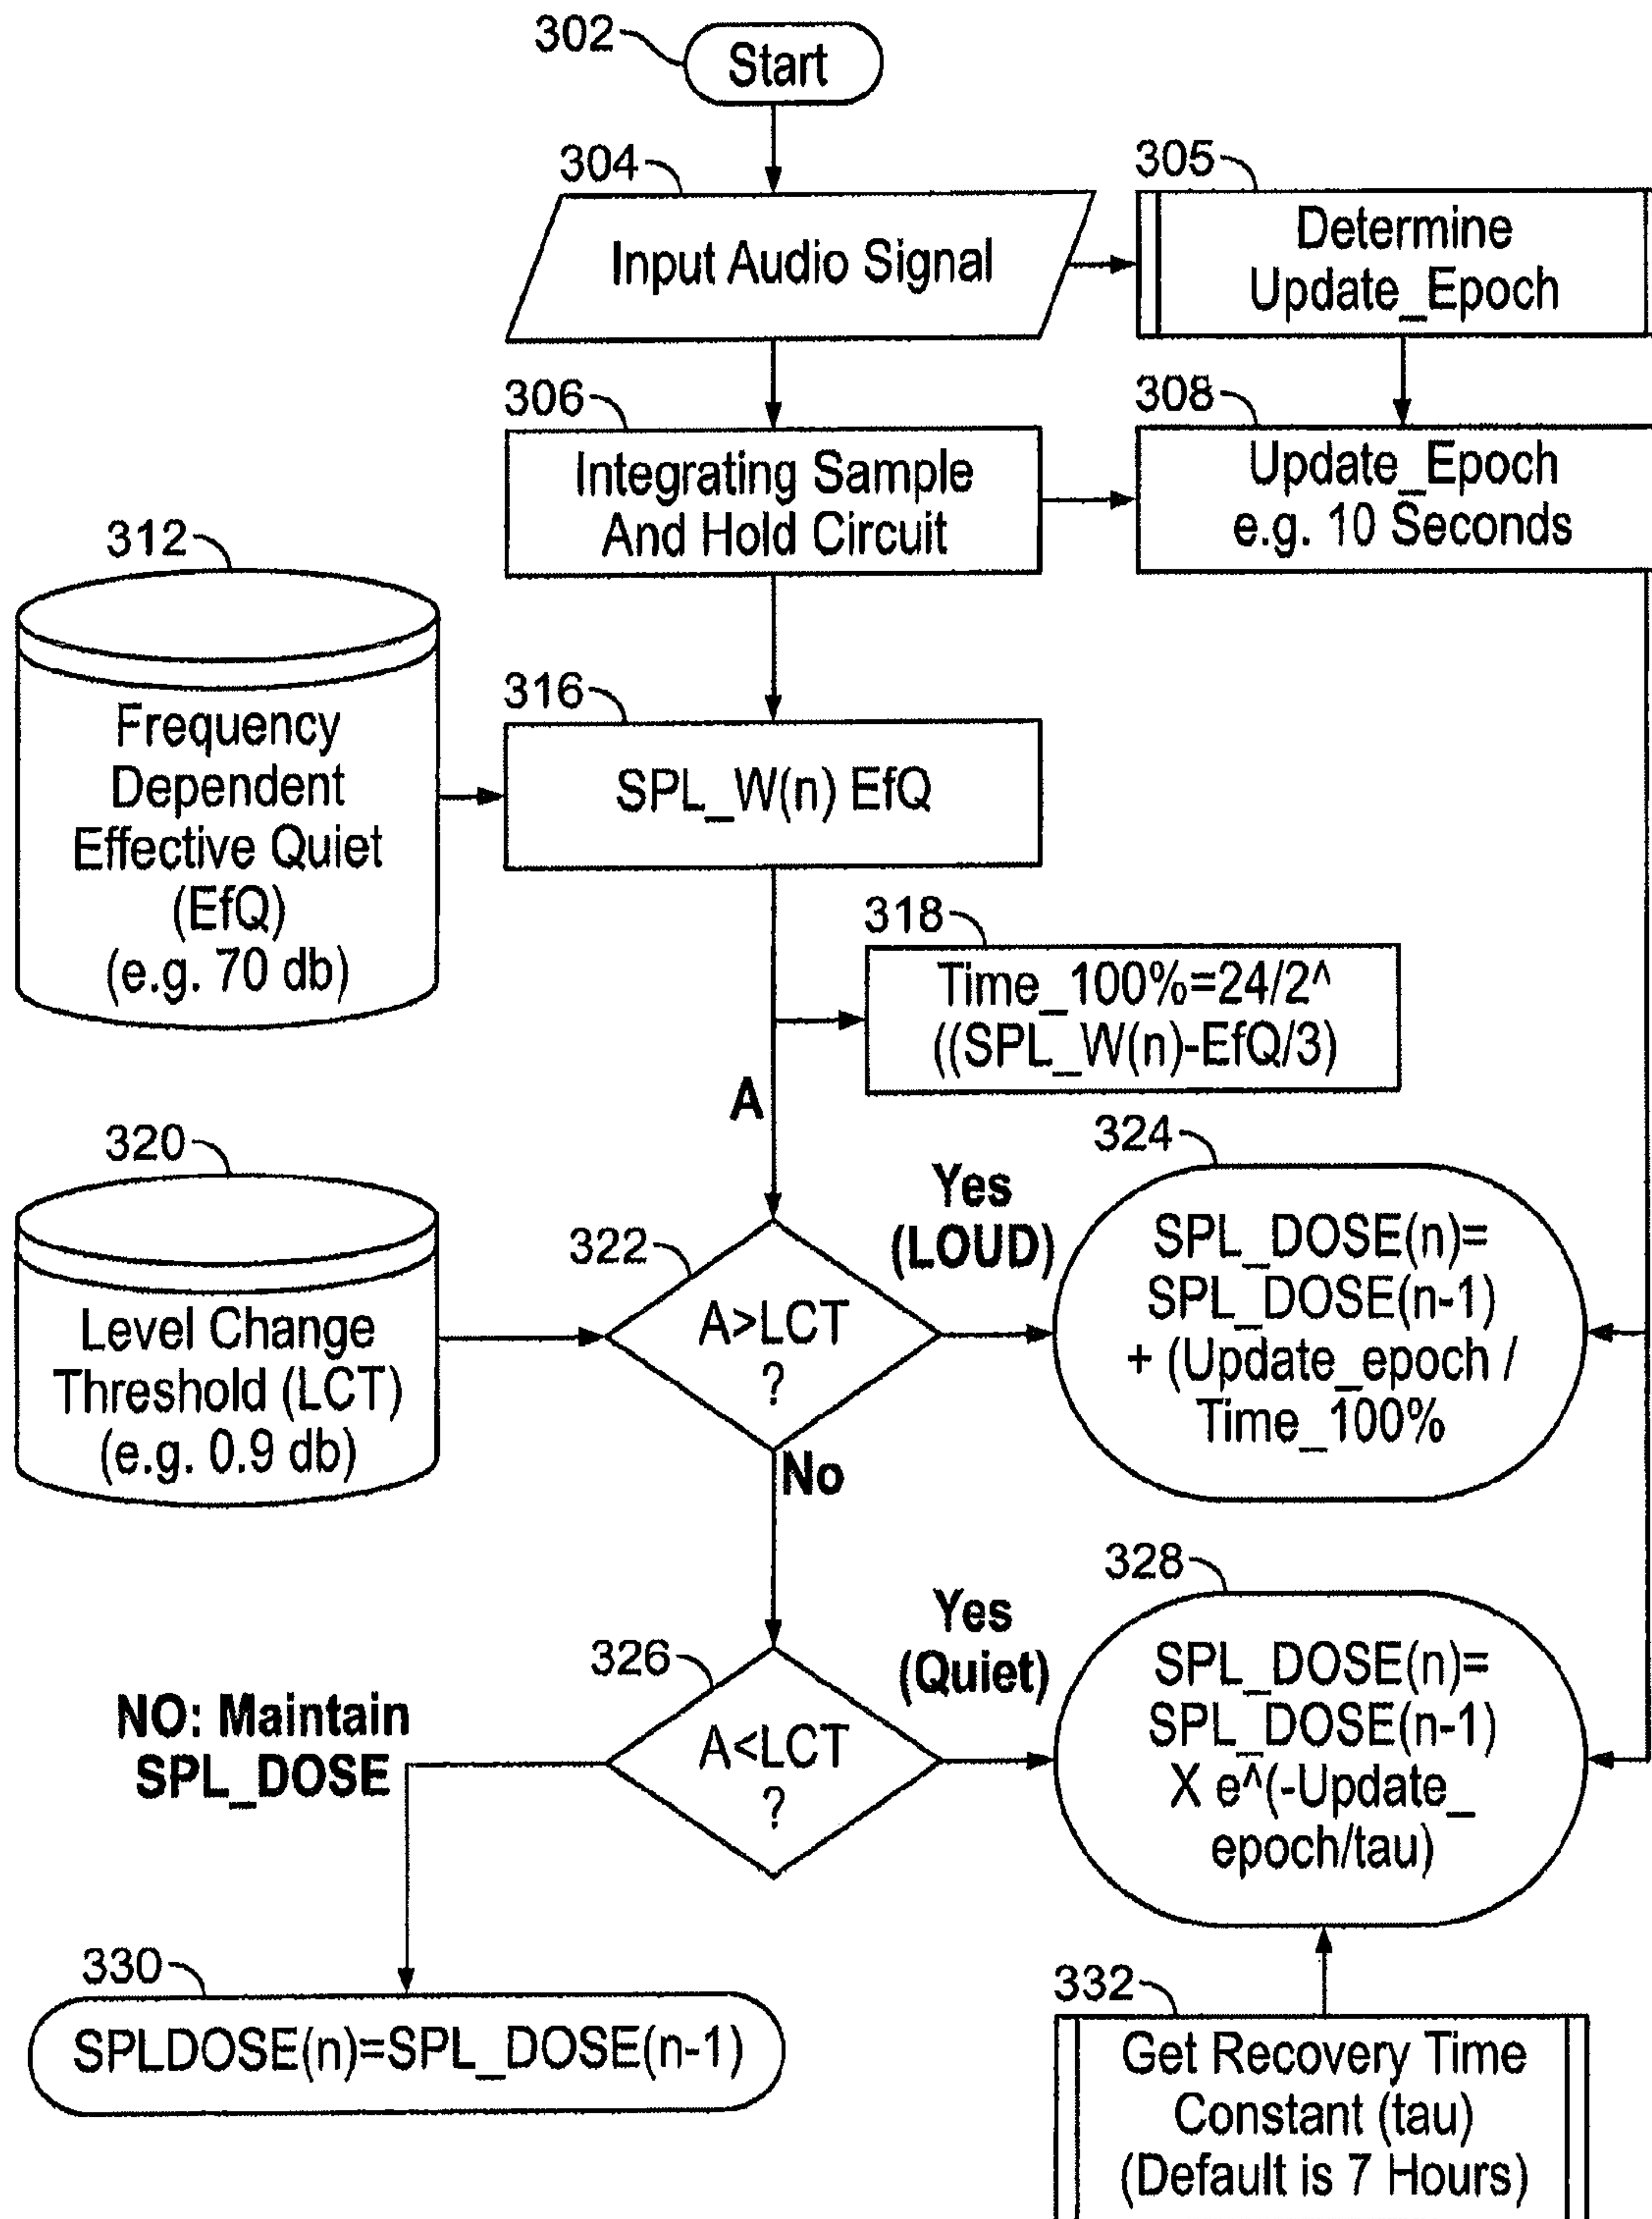 302
Start
304
Input Audio Signal
305
Determine
Update_Epoch
306
Integrating Sample
And Hold Circuit
308
Update_Epoch
e.g. 10 Seconds
312
Frequency
Dependent
Effective Quiet
(EfQ)
(e.g. 70 db)
316
SPL_W(n) EfQ
318
Time_100%=24/2^
((SPL_W(n)-EfQ/3)
A
320
Level Change
Threshold (LCT)
(e.g. 0.9 db)
322
A>LCT
?
Yes
(LOUD)
324
SPL_DOSE(n)=
SPL_DOSE(n-1)
+ (Update_epoch /
Time_100%
No
326
A<LCT
?
Yes
(Quiet)
328
SPL_DOSE(n)=
SPL_DOSE(n-1)
X e^(-Update_
epoch/tau)
NO: Maintain
SPL_DOSE
330
SPLDOSE(n)=SPL_DOSE(n-1)
332
Get Recovery Time
Constant (tau)
(Default is 7 Hours)